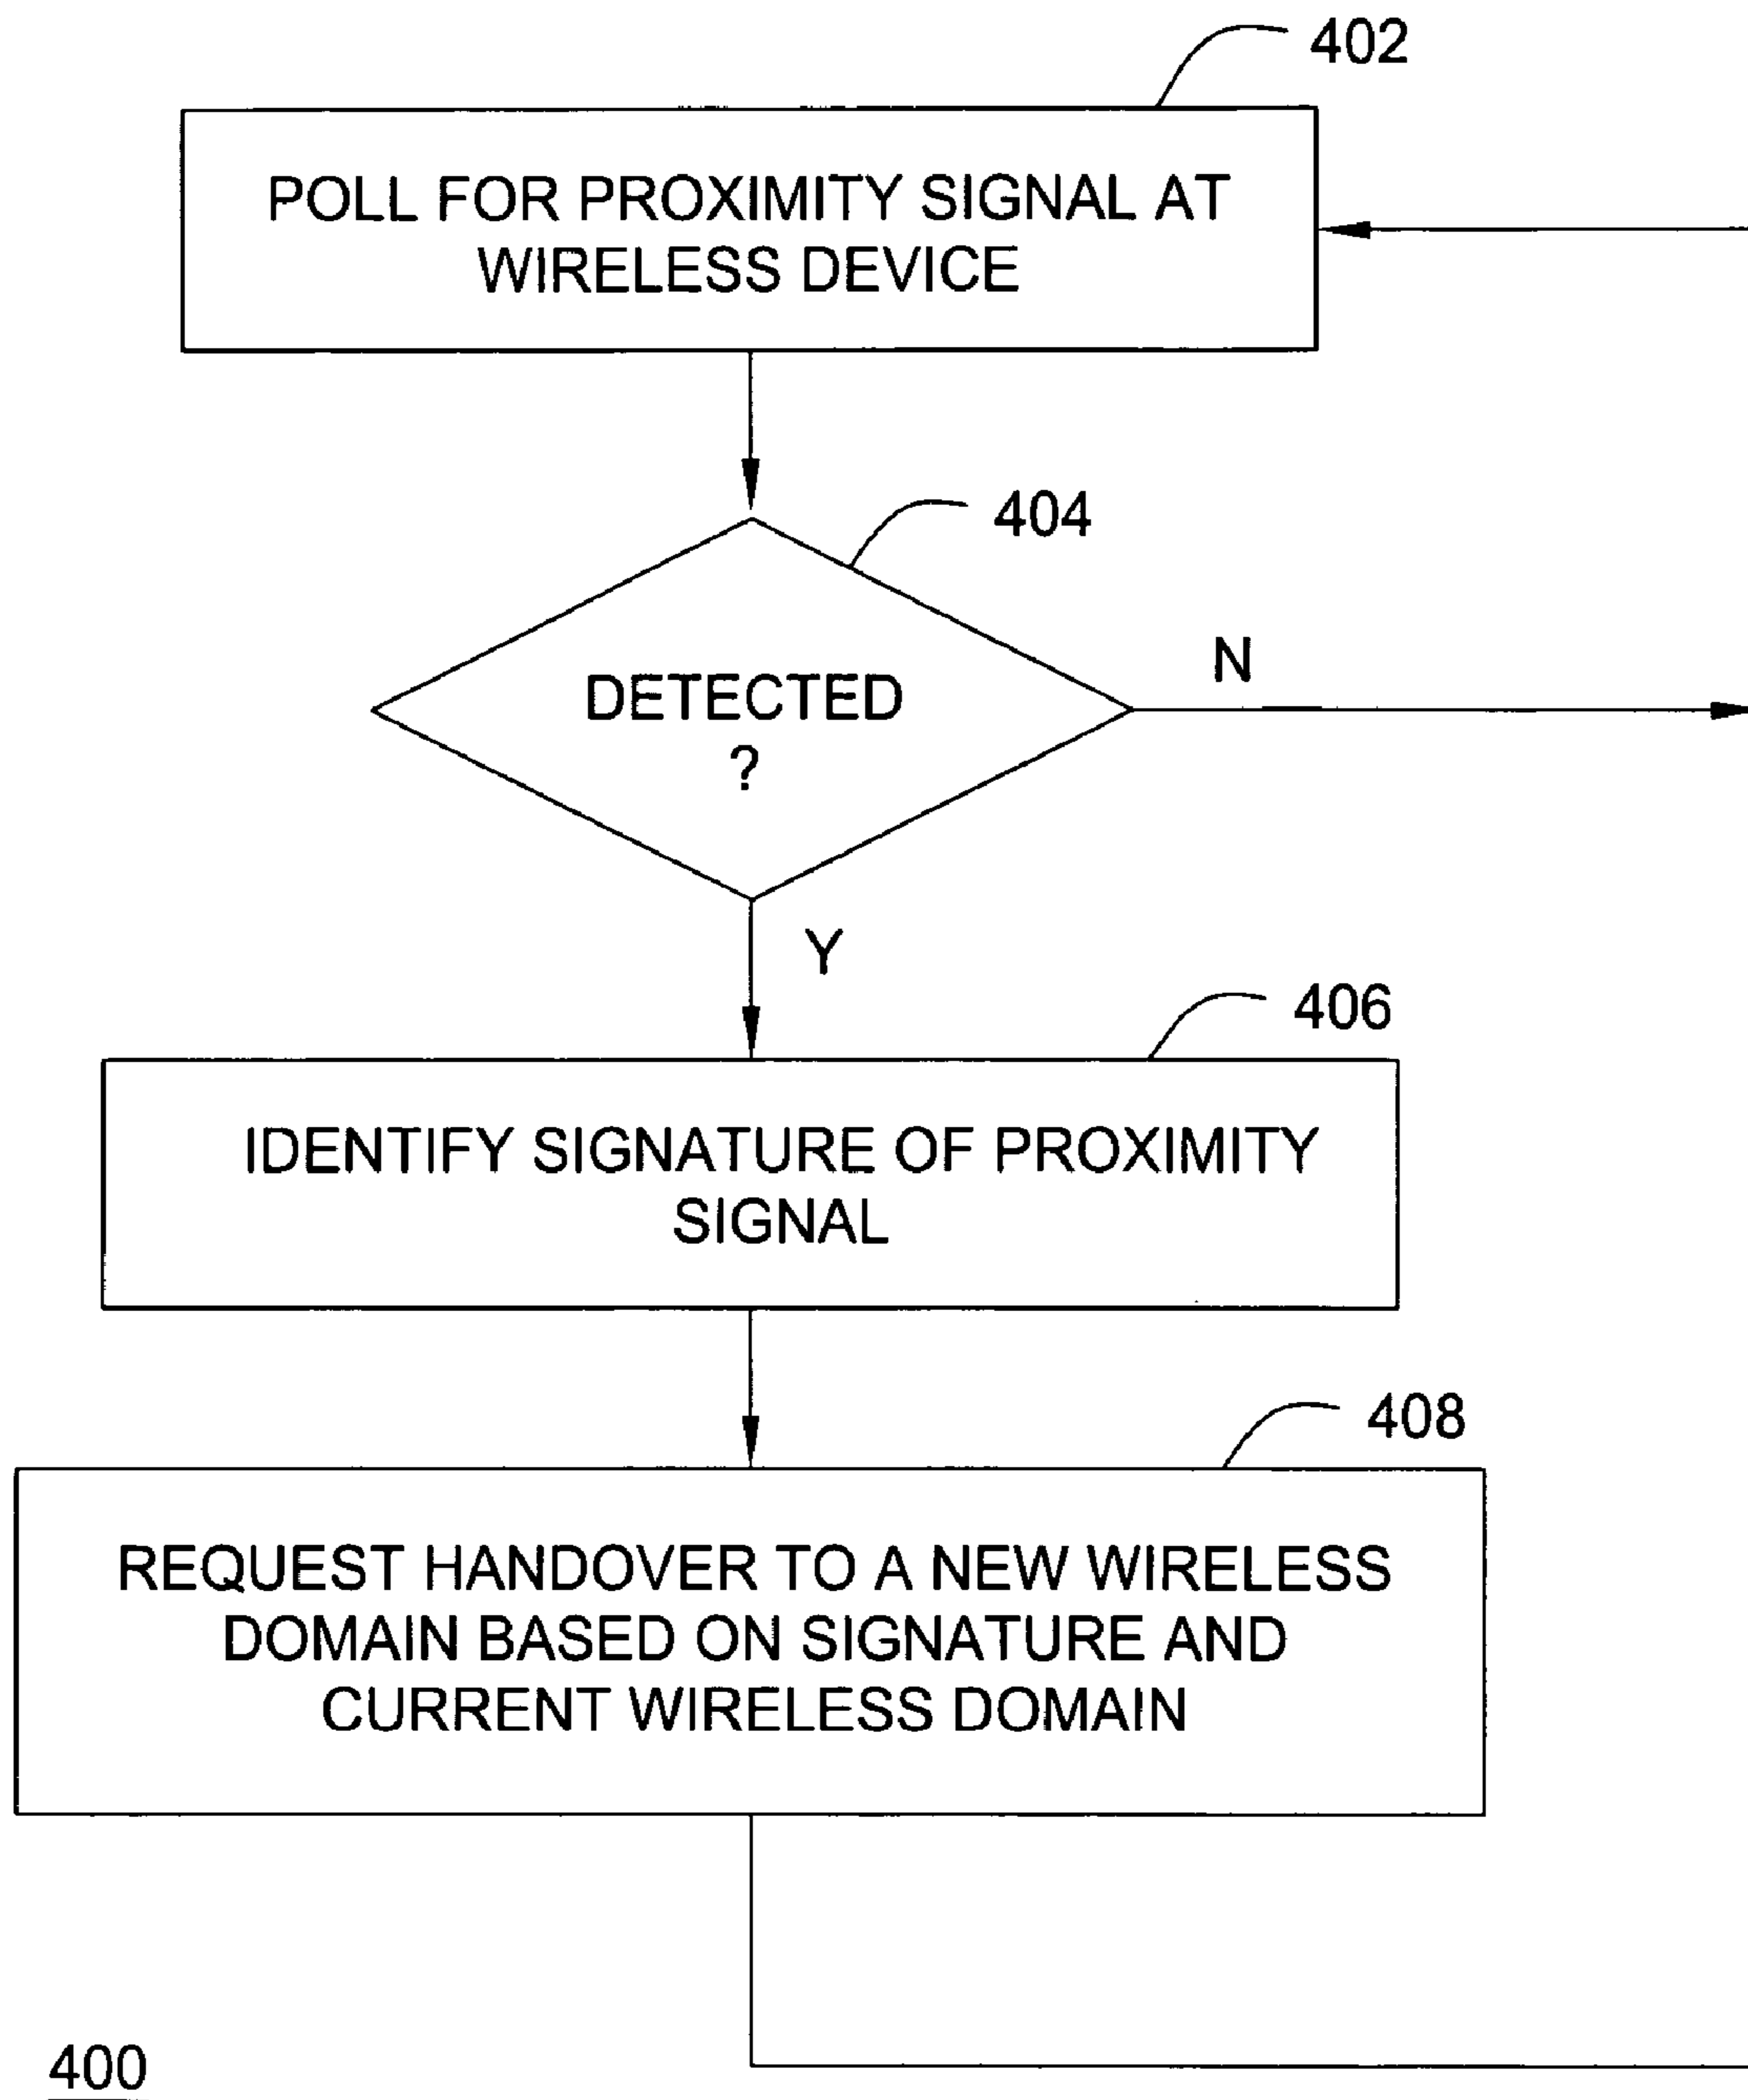 402
POLL FOR PROXIMITY SIGNAL AT
WIRELESS DEVICE
404
DETECTED
?
N
Y
406
IDENTIFY SIGNATURE OF PROXIMITY
SIGNAL
408
REQUEST HANDOVER TO A NEW WIRELESS
DOMAIN BASED ON SIGNATURE AND
CURRENT WIRELESS DOMAIN
400